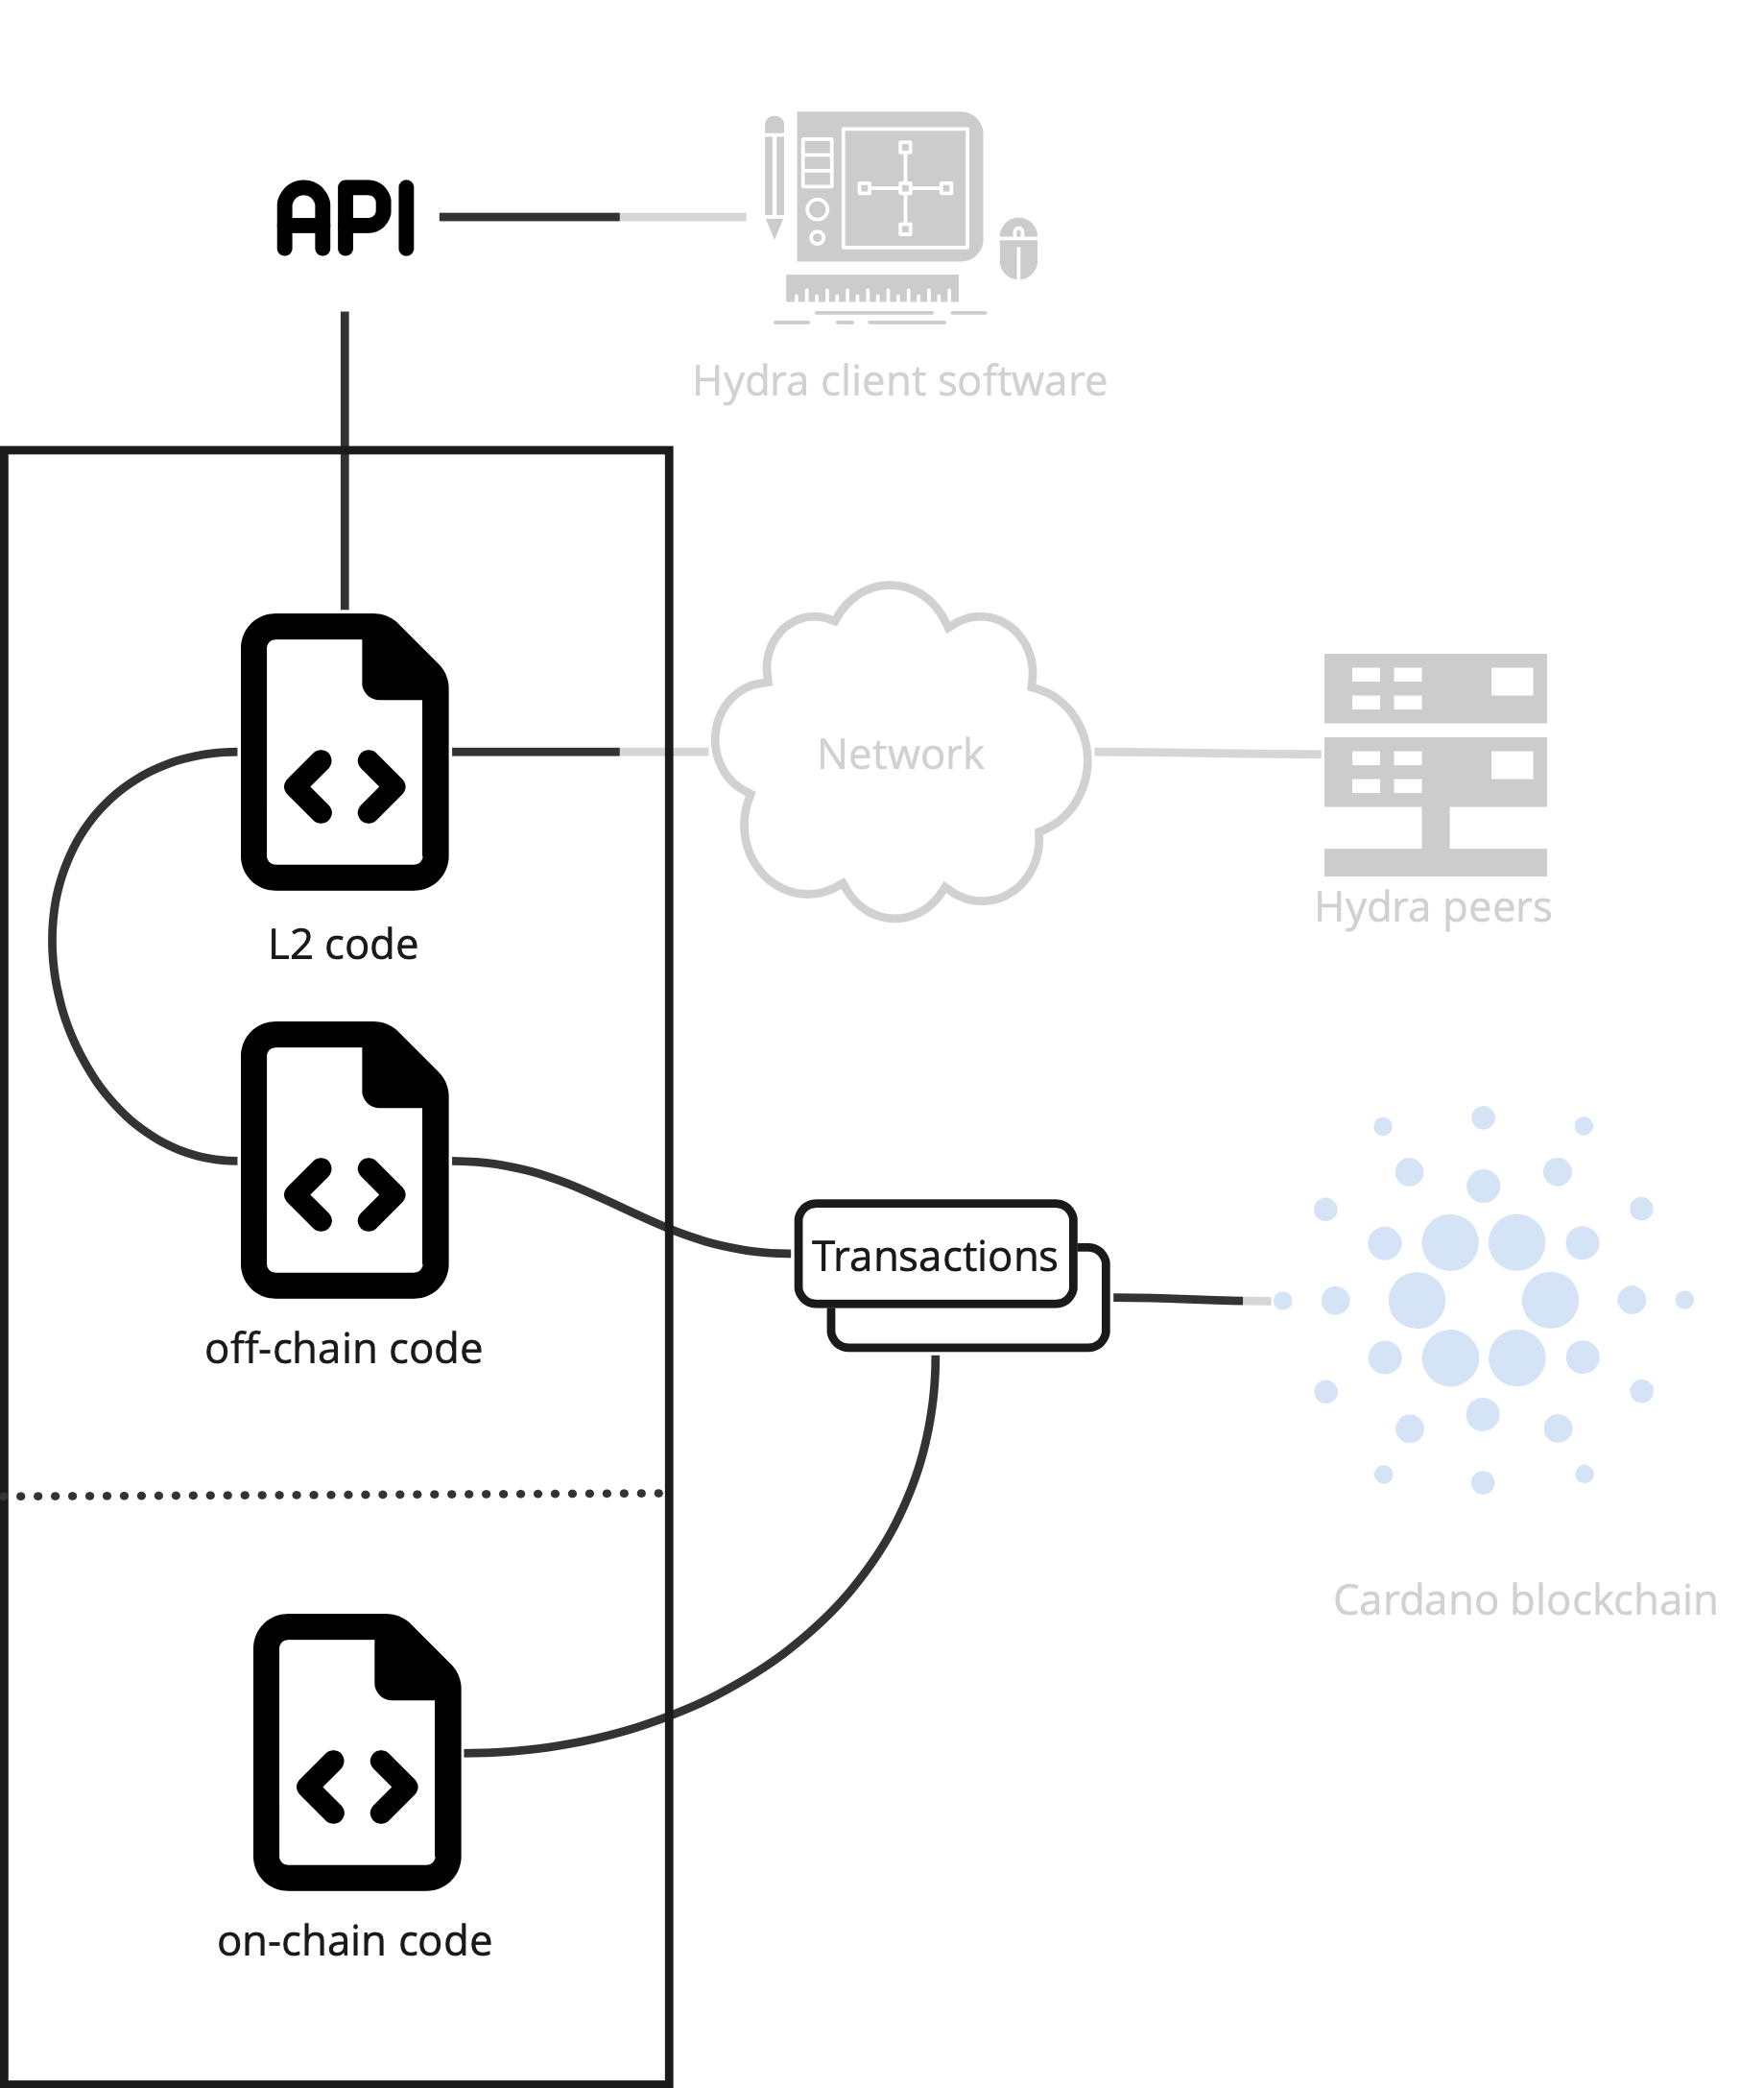 API
Hydra client software
Network
Hydra peers
L2 code
off-chain code
Transactions
Cardano blockchain
on-chain code